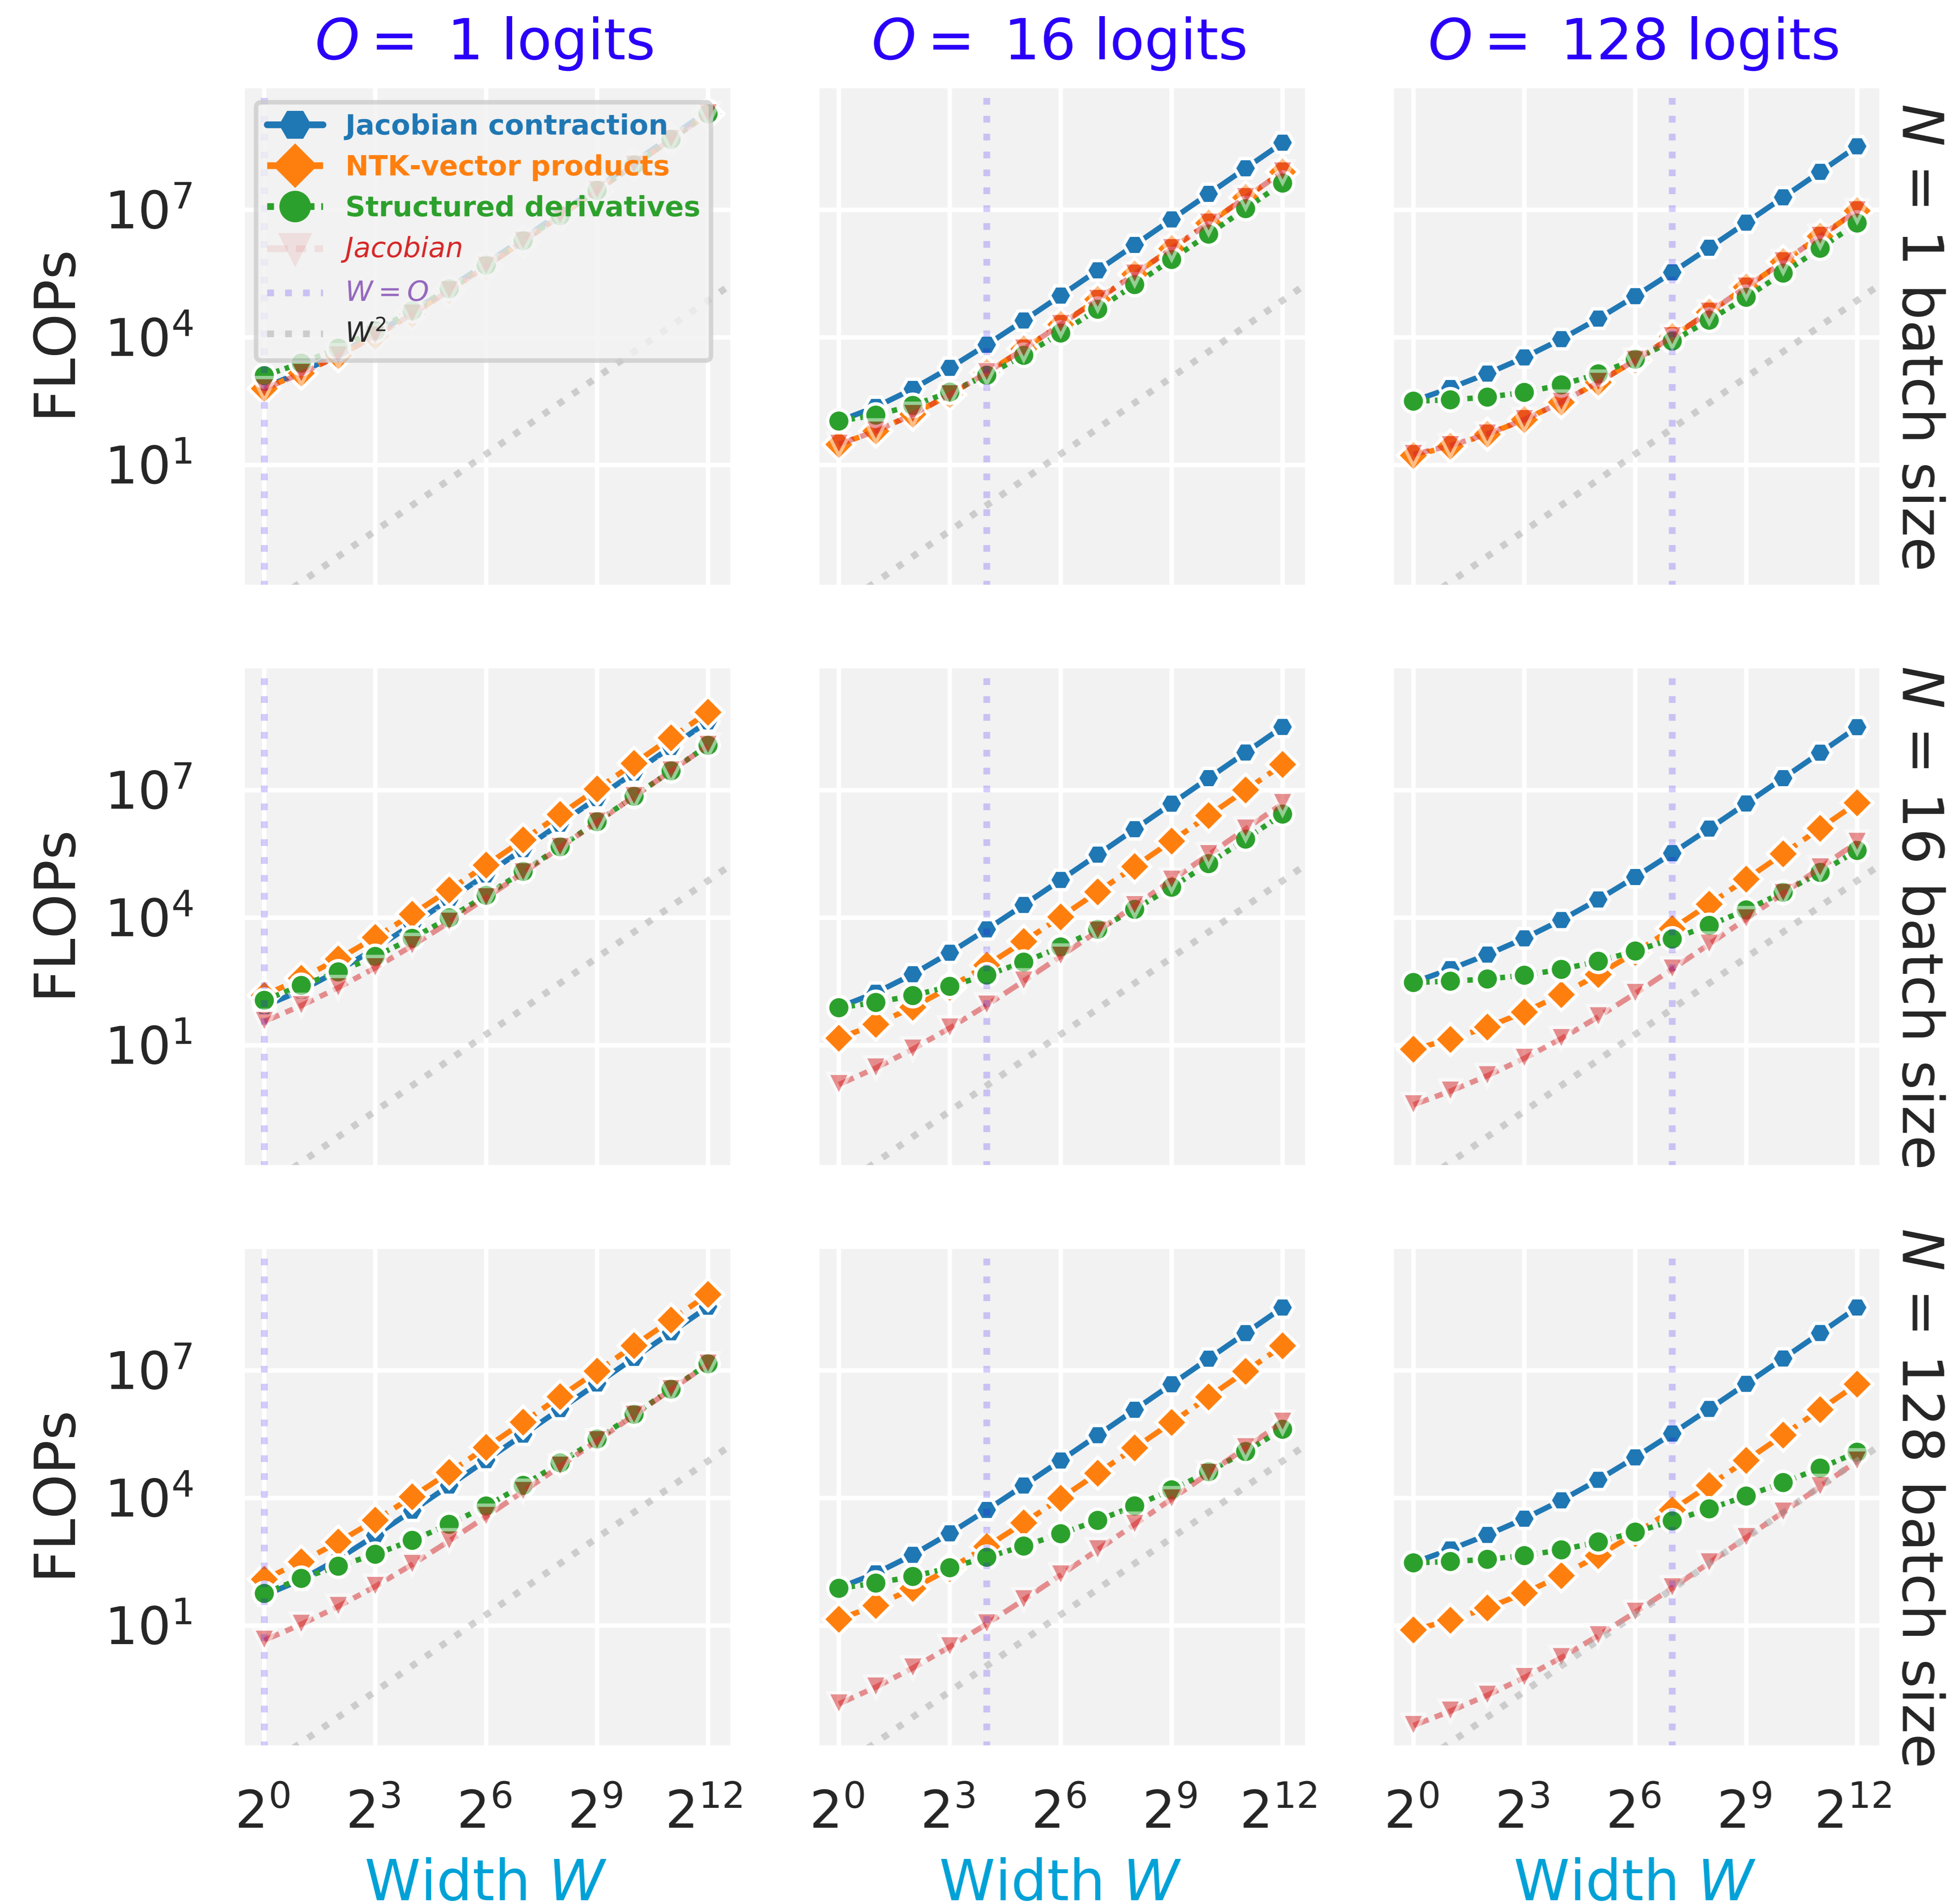 O = 1 logits
O = 16 logits
O = 128 logits
Jacobian contraction
NTK-vector products
Structured derivatives
Jacobian
W = O
W²
FLOPs
10⁷
10⁴
10¹
N = 1 batch size
FLOPs
10⁷
10⁴
10¹
N = 16 batch size
FLOPs
10⁷
10⁴
10¹
N = 128 batch size
2⁰ 2³ 2⁶ 2⁹ 2¹²
2⁰ 2³ 2⁶ 2⁹ 2¹²
2⁰ 2³ 2⁶ 2⁹ 2¹²
Width W
Width W
Width W